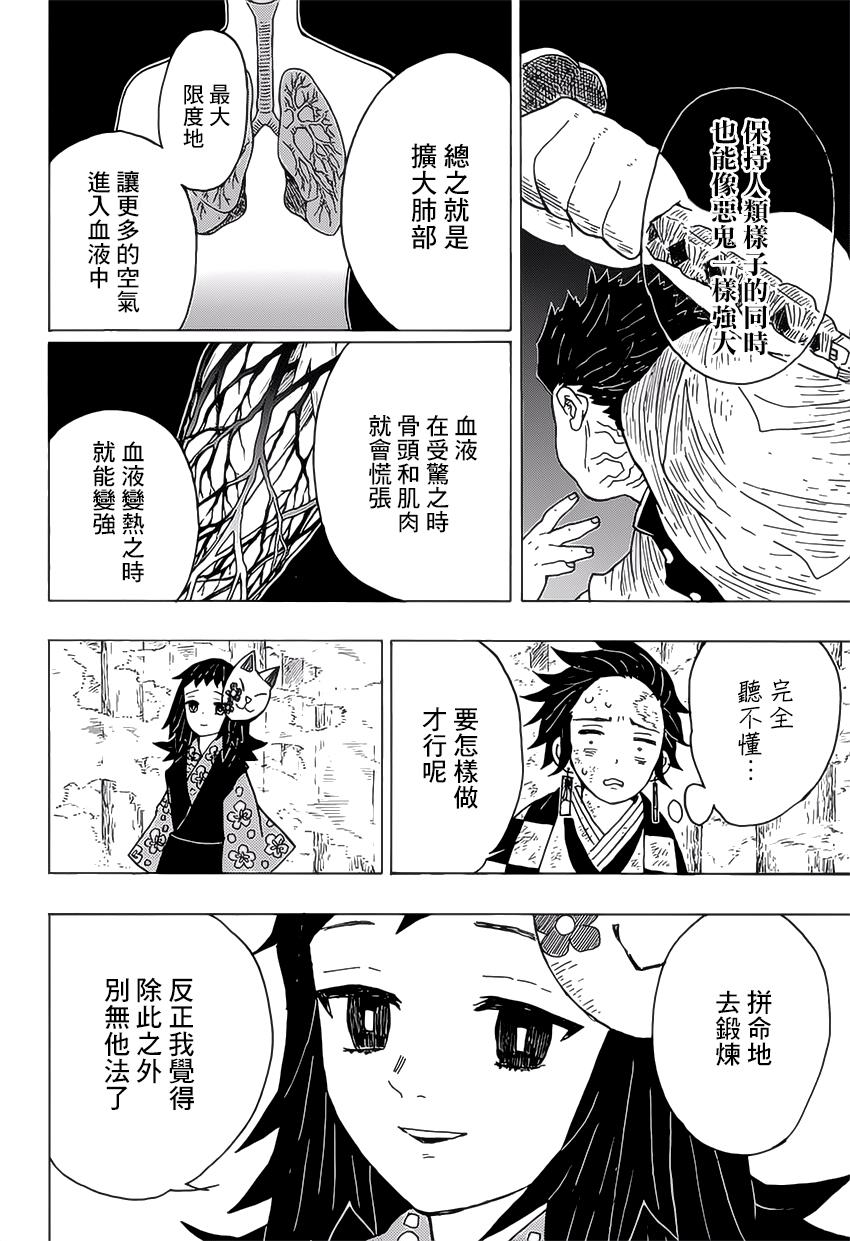 保持人類樣子的同時
也能像惡鬼一樣強大
總之就是
擴大肺部
最大
限度地
讓更多的空氣
進入血液中
血液
在受驚之時
骨頭和肌肉
就會慌張
血液變熱之時
就能變強
完全
聽不懂…
要怎樣做
才行呢
拼命地
去鍛煉
反正我覺得
除此之外
別無他法了